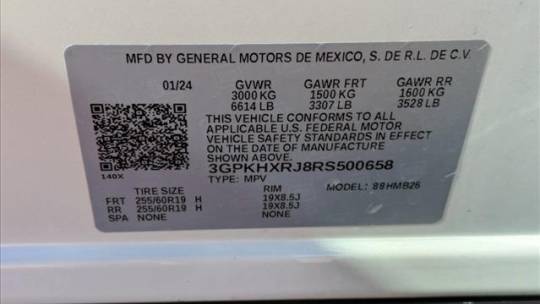 MFD BY GENERAL MOTORS DE MEXICO, S. DE R.L. DE C.V.
01/24 GVWR GAWR FRT GAWR RR
3000 KG 1500 KG 1600 KG
6614 LB 3307 LB 3528 LB
THIS VEHICLE CONFORMS TO ALL
APPLICABLE U.S. FEDERAL MOTOR
VEHICLE SAFETY STANDARDS IN EFFECT
ON THE DATE OF MANUFACTURE
SHOWN ABOVE.
3GPKHXRJ8RS500658
140X TYPE: MPV MODEL: 88HMB26
TIRE SIZE RIM
FRT 255/60R19 H 19X8.5J
RR 255/60R19 H 19X8.5J
SPA NONE NONE